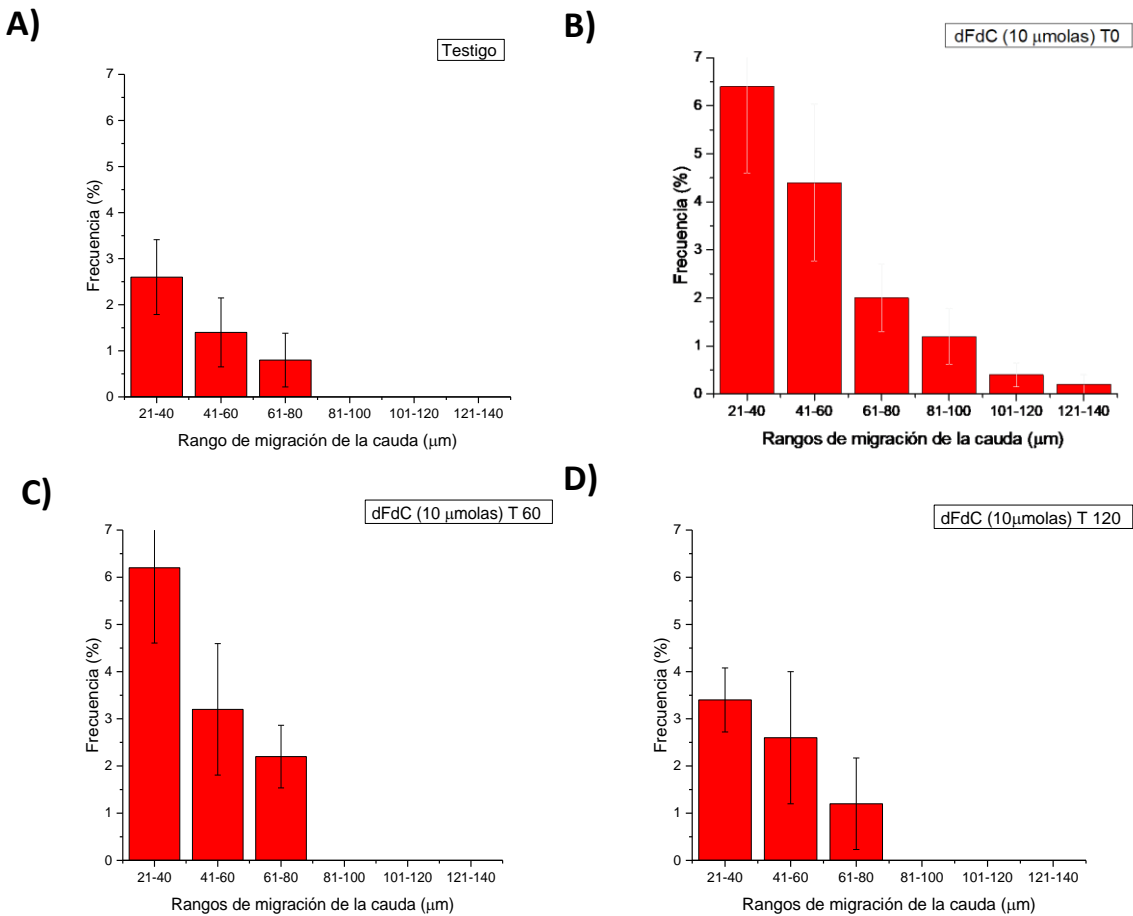 A)
Testigo
7
6
5
4
3
2
1
0
Frecuencia (%)
21-40 41-60 61-80 81-100 101-120 121-140
Rango de migración de la cauda (μm)
B)
dFdC (10 μmolas) T0
7
6
5
4
3
2
1
0
Frecuencia (%)
21-40 41-60 61-80 81-100 101-120 121-140
Rangos de migración de la cauda (μm)
C)
dFdC (10 μmolas) T 60
7
6
5
4
3
2
1
0
Frecuencia (%)
21-40 41-60 61-80 81-100 101-120 121-140
Rangos de migración de la cauda (μm)
D)
dFdC (10μmolas) T 120
7
6
5
4
3
2
1
0
Frecuencia (%)
21-40 41-60 61-80 81-100 101-120 121-140
Rangos de migración de la cauda (μm)